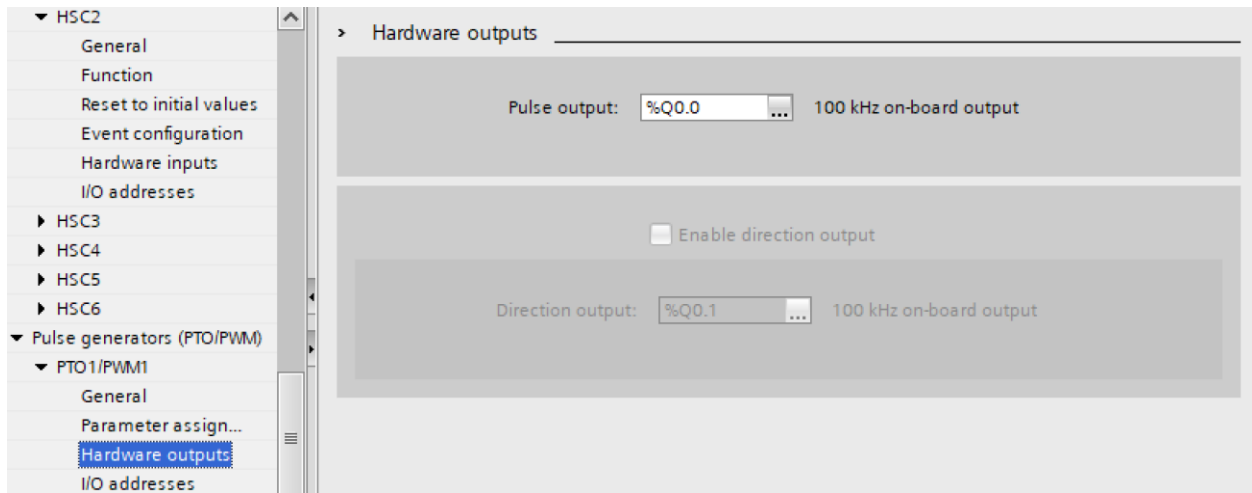 HSC2
General
Function
Reset to initial values
Event configuration
Hardware inputs
I/O addresses
HSC3
HSC4
HSC5
HSC6
Pulse generators (PTO/PWM)
PTO1/PWM1
General
Parameter assign...
Hardware outputs
I/O addresses
Hardware outputs
Pulse output: %Q0.0 ... 100 kHz on-board output
Enable direction output
Direction output: %Q0.1 ... 100 kHz on-board output